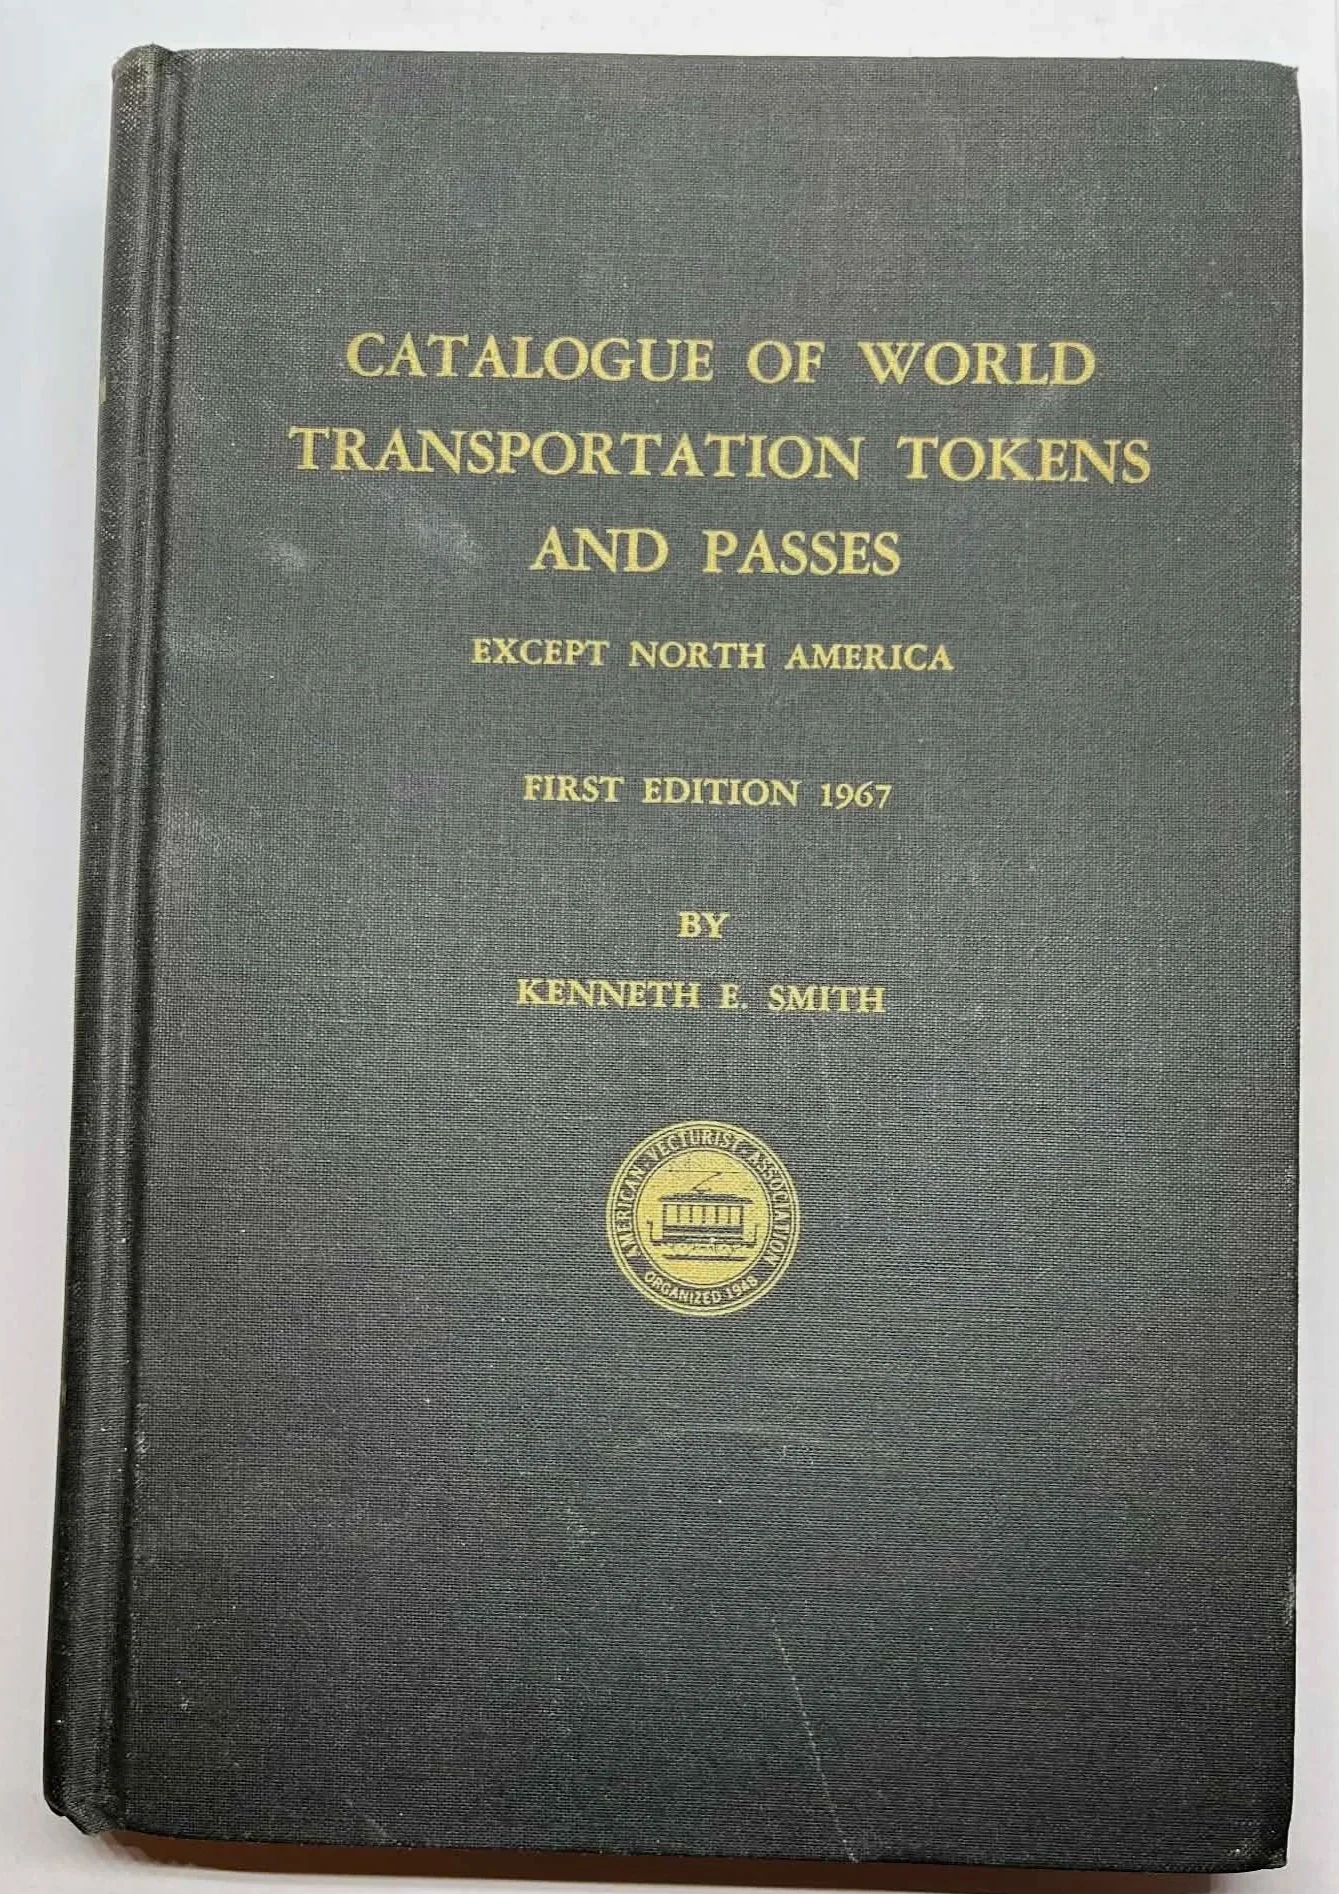 CATALOGUE OF WORLD
TRANSPORTATION TOKENS
AND PASSES
EXCEPT NORTH AMERICA
FIRST EDITION 1967
BY
KENNETH E. SMITH
AMERICAN · VECTURIST · ASSOCIATION
ORGANIZED 1948